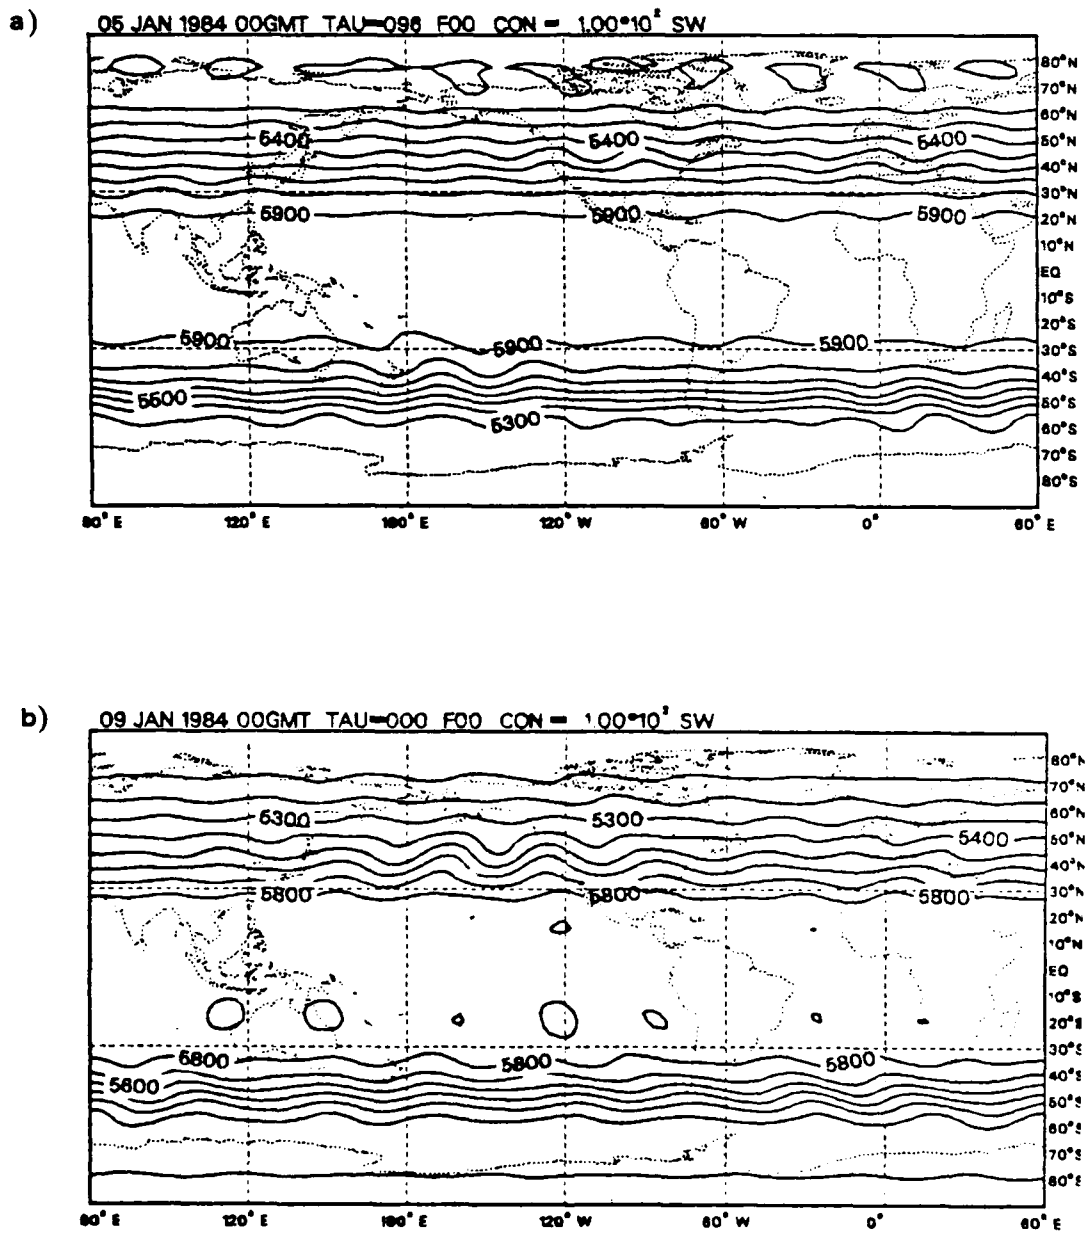 a)
05 JAN 1984 00GMT TAU=096 F00 CON = 1.00*10² SW
80°N
70°N
60°N
5400 5400 5400 50°N
40°N
30°N
5900 5900 5900 20°N
10°N
EQ
10°S
20°S
5900 5900 5900 30°S
40°S
5500 50°S
5300 60°S
70°S
80°S
60° E 120° E 180° E 120° W 60° W 0° 60° E
b)
09 JAN 1984 00GMT TAU=000 F00 CON = 1.00*10² SW
80°N
70°N
5300 5300 60°N
5400 50°N
40°N
5800 5800 5800 30°N
20°N
10°N
EQ
10°S
20°S
5800 5800 5800 30°S
5600 40°S
50°S
60°S
70°S
80°S
60° E 120° E 180° E 120° W 60° W 0° 60° E